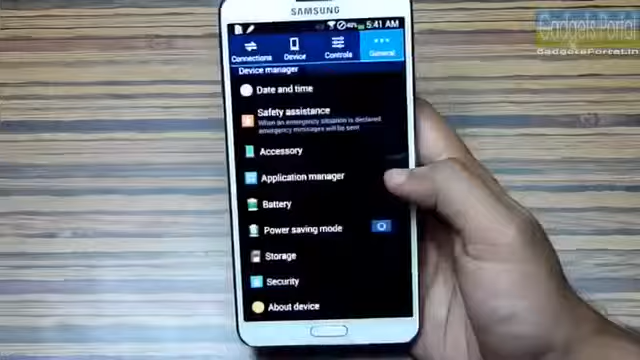 SAMSUNG
Gadgets Portal
GadgetsPortal.in
5:41 AM
Connections
Device
Controls
General
Device manager
Date and time
Safety assistance
When an emergency situation is declared
emergency messages will be sent
Accessory
Application manager
Battery
Power saving mode
Storage
Security
About device